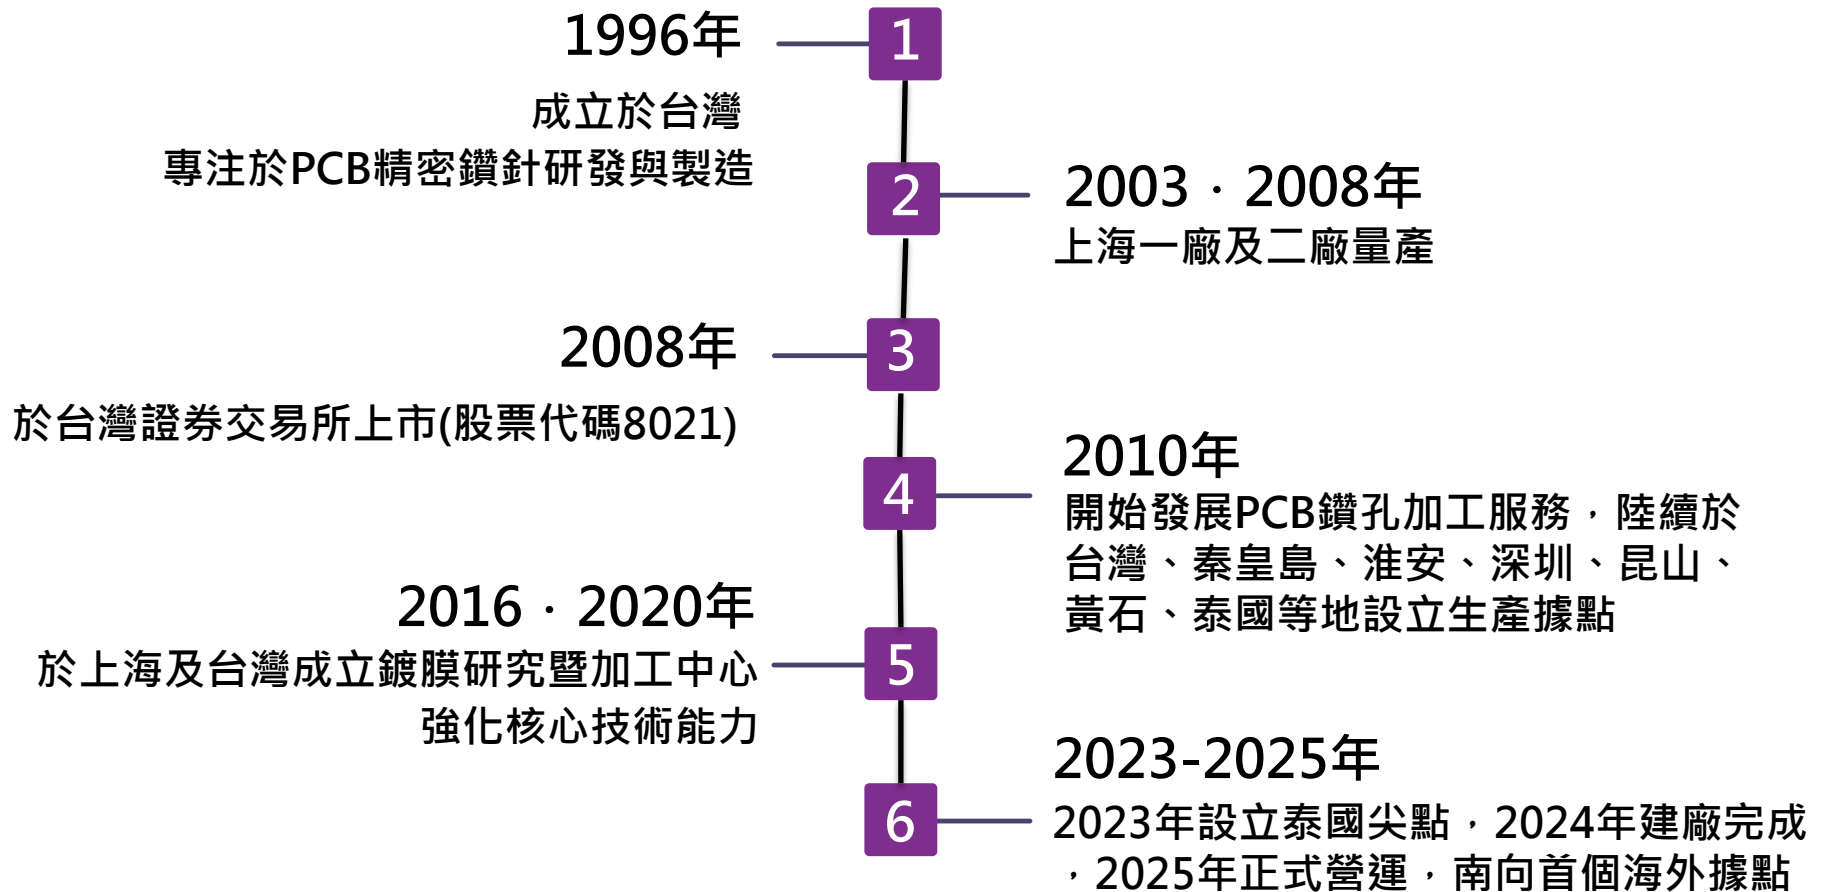 1
1996年
成立於台灣
專注於PCB精密鑽針研發與製造
2
2003，2008年
上海一廠及二廠量產
3
2008年
於台灣證券交易所上市(股票代碼8021)
4
2010年
開始發展PCB鑽孔加工服務，陸續於
台灣、秦皇島、淮安、深圳、昆山、
黃石、泰國等地設立生產據點
5
2016．2020年
於上海及台灣成立鍍膜研究暨加工中心
強化核心技術能力
6
2023-2025年
2023年設立泰國尖點，2024年建廠完成
，2025年正式營運，南向首個海外據點